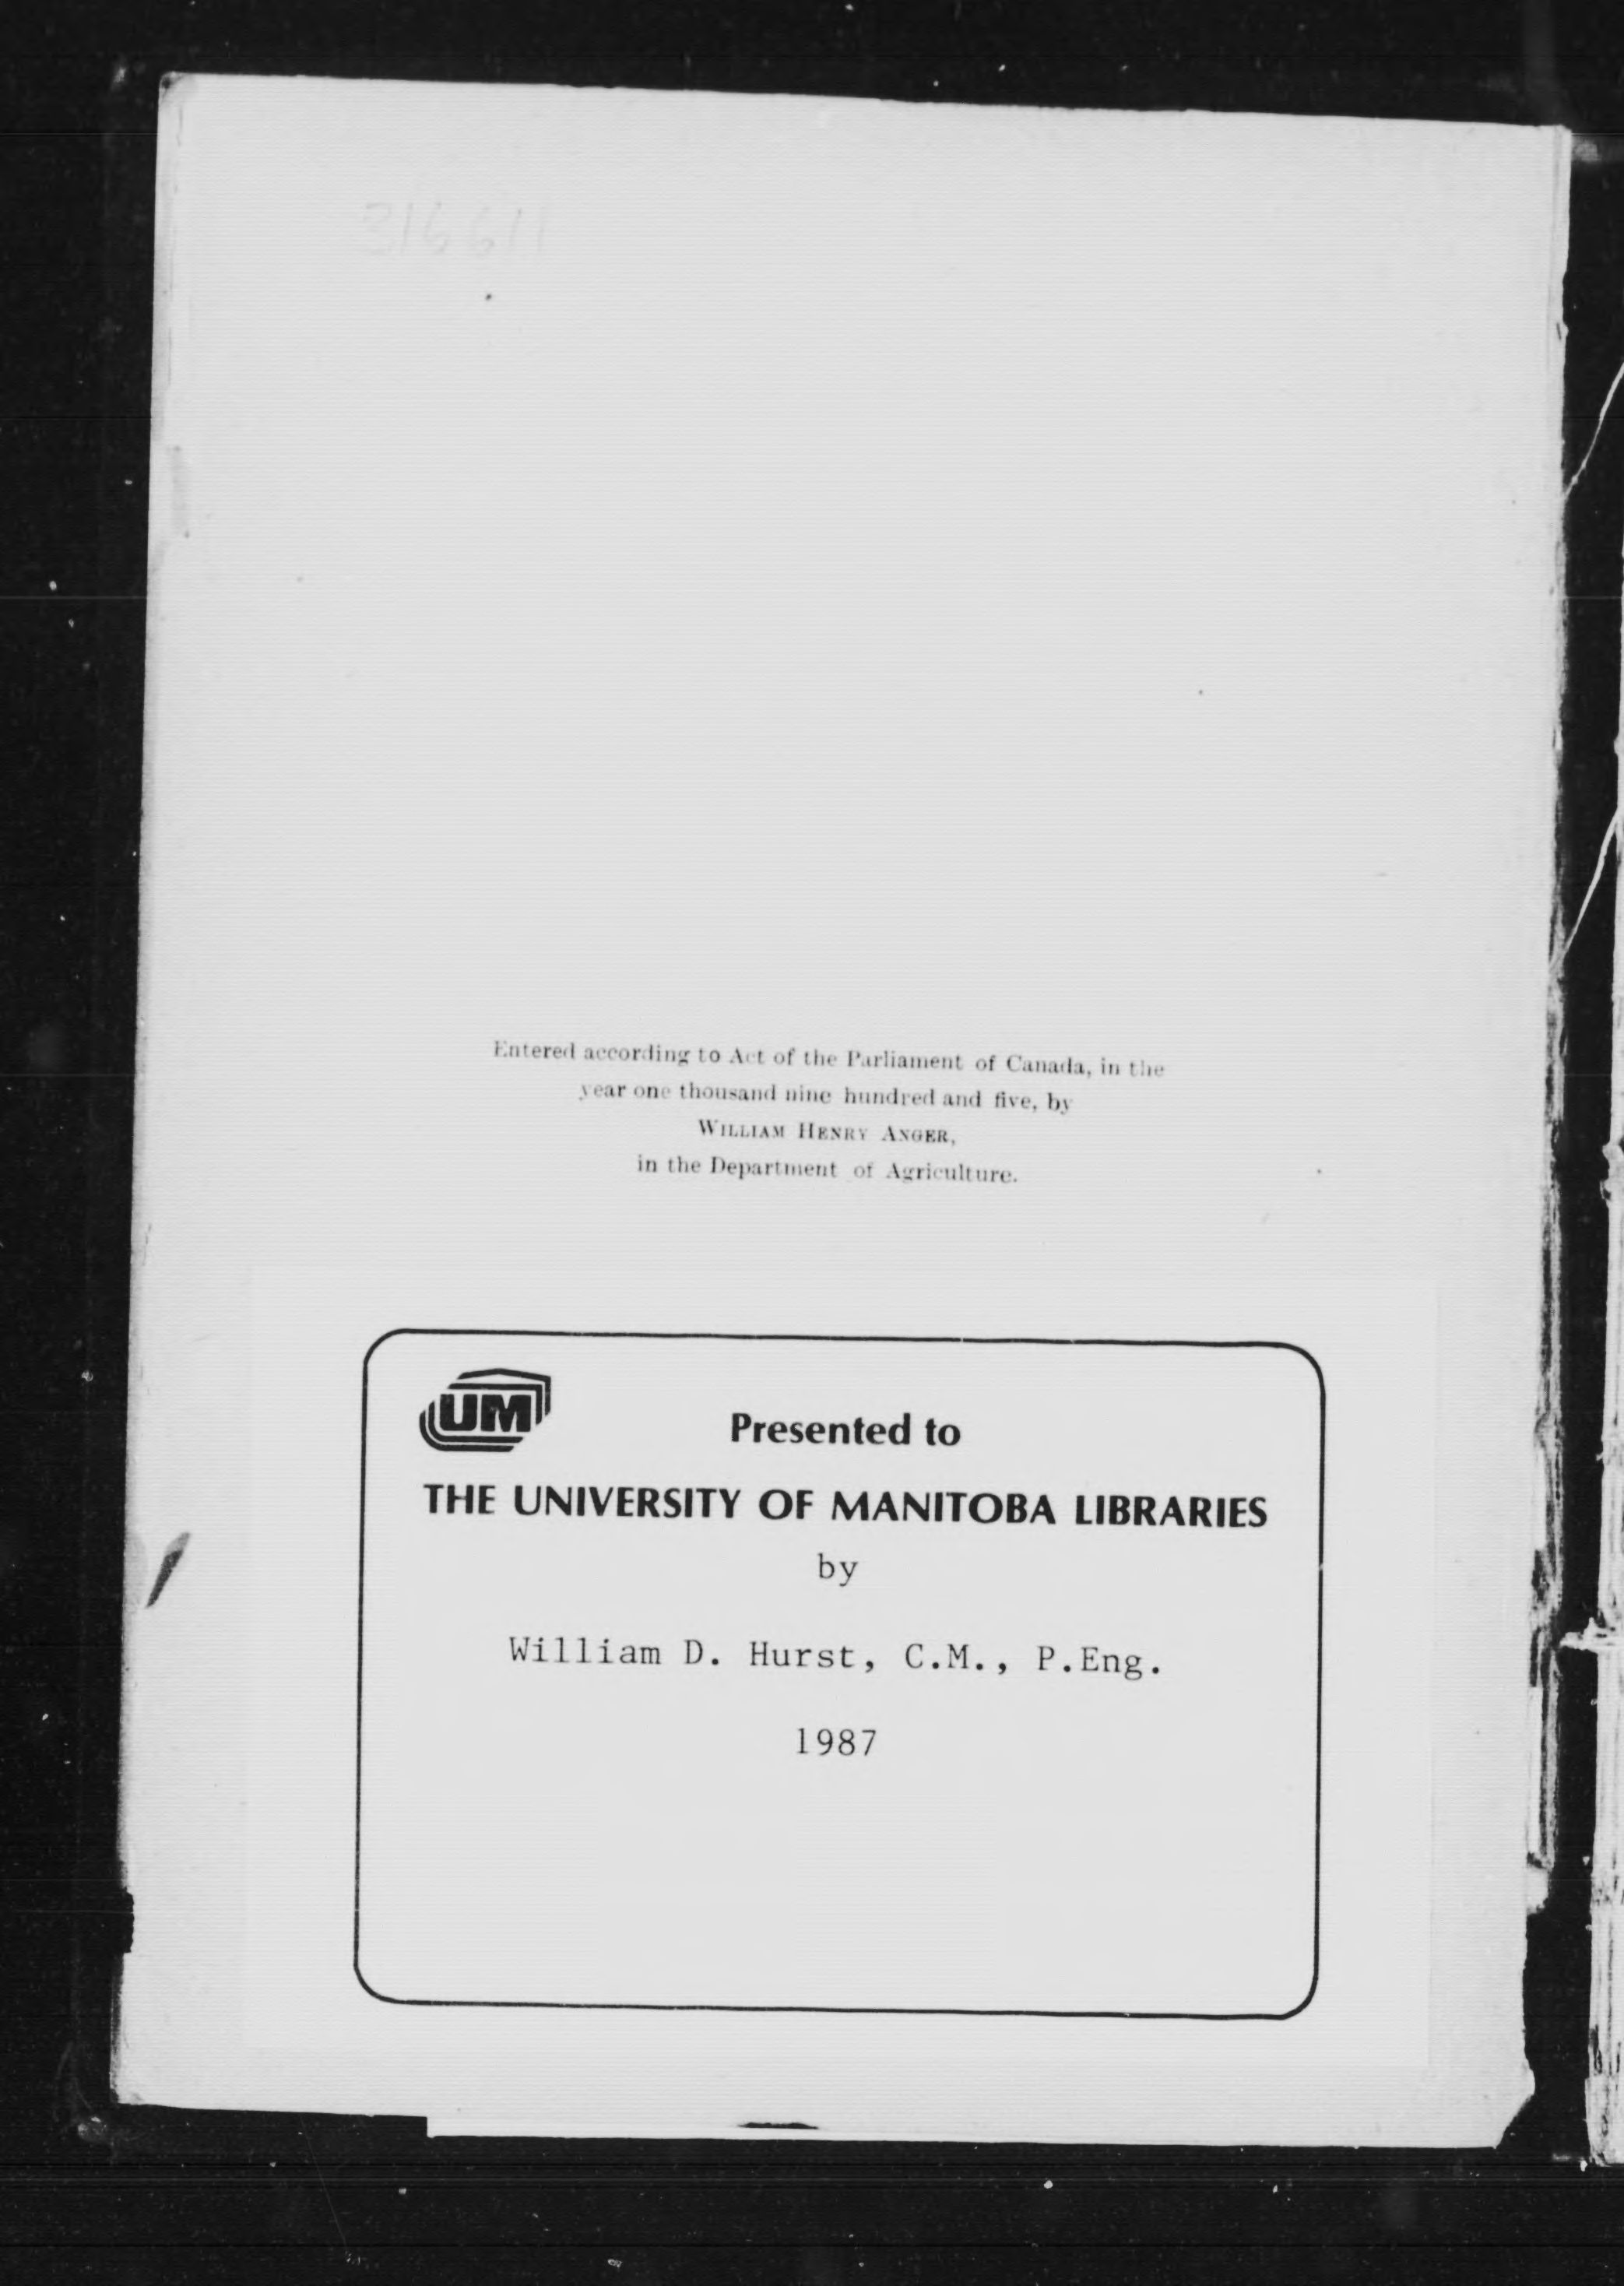 316611
Entered according to Act of the Parliament of Canada, in the
year one thousand nine hundred and five, by
WILLIAM HENRY ANGER,
in the Department of Agriculture.
UM
Presented to
THE UNIVERSITY OF MANITOBA LIBRARIES
by
William D. Hurst, C.M., P.Eng.
1987